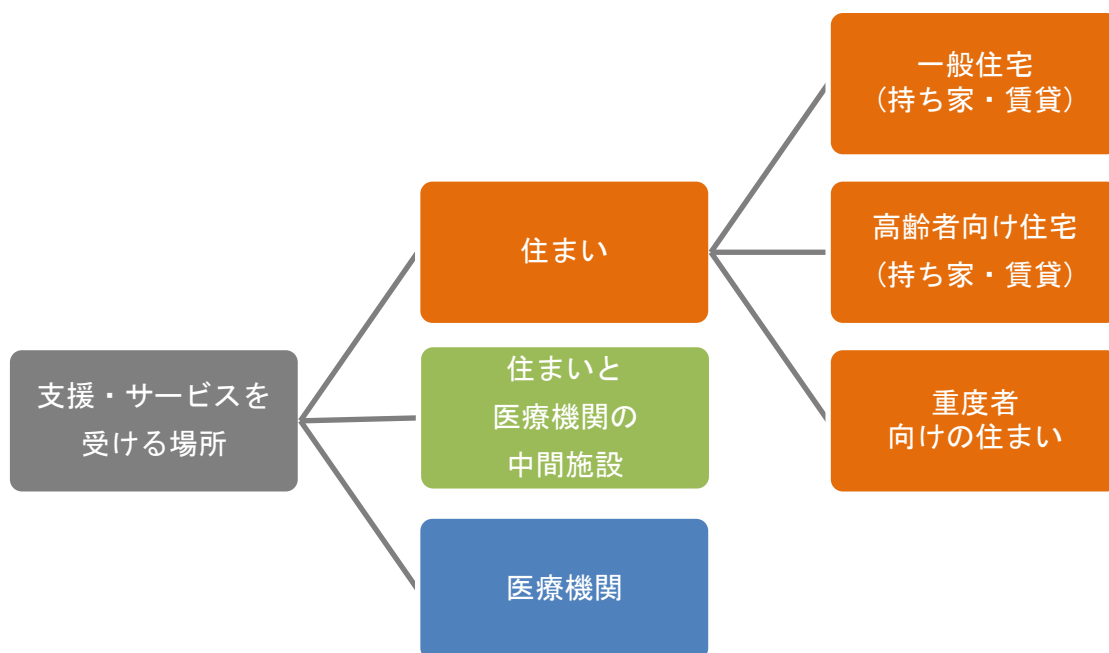 支援・サービスを
受ける場所
住まい
住まいと
医療機関の
中間施設
医療機関
一般住宅
（持ち家・賃貸）
高齢者向け住宅
（持ち家・賃貸）
重度者
向けの住まい